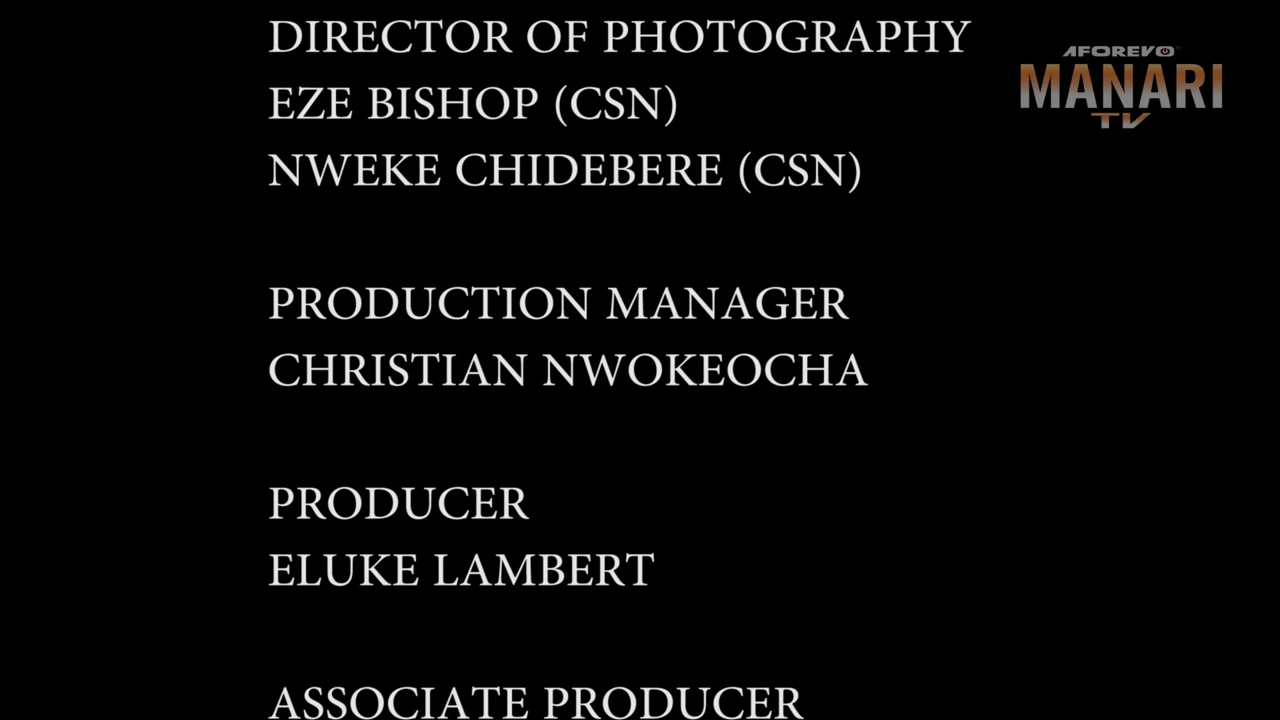 DIRECTOR OF PHOTOGRAPHY
EZE BISHOP (CSN)
NWEKE CHIDEBERE (CSN)
PRODUCTION MANAGER
CHRISTIAN NWOKEOCHA
PRODUCER
ELUKE LAMBERT
ASSOCIATE PRODUCER
AFOREVO
MANARI
TV